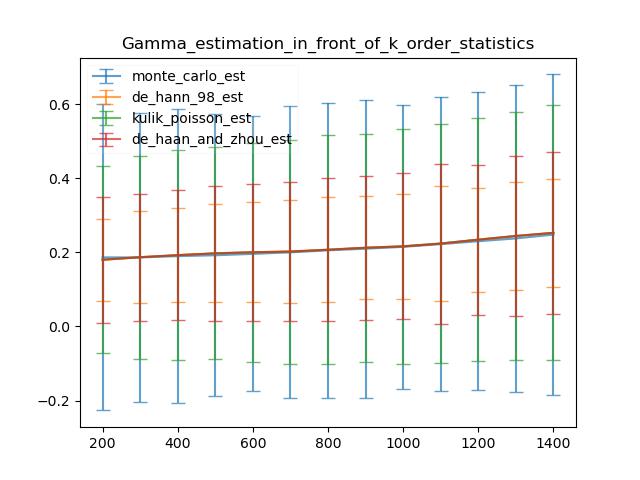 Gamma_estimation_in_front_of_k_order_statistics
monte_carlo_est
de_hann_98_est
kulik_poisson_est
de_haan_and_zhou_est
0.6
0.4
0.2
0.0
−0.2
200 400 600 800 1000 1200 1400